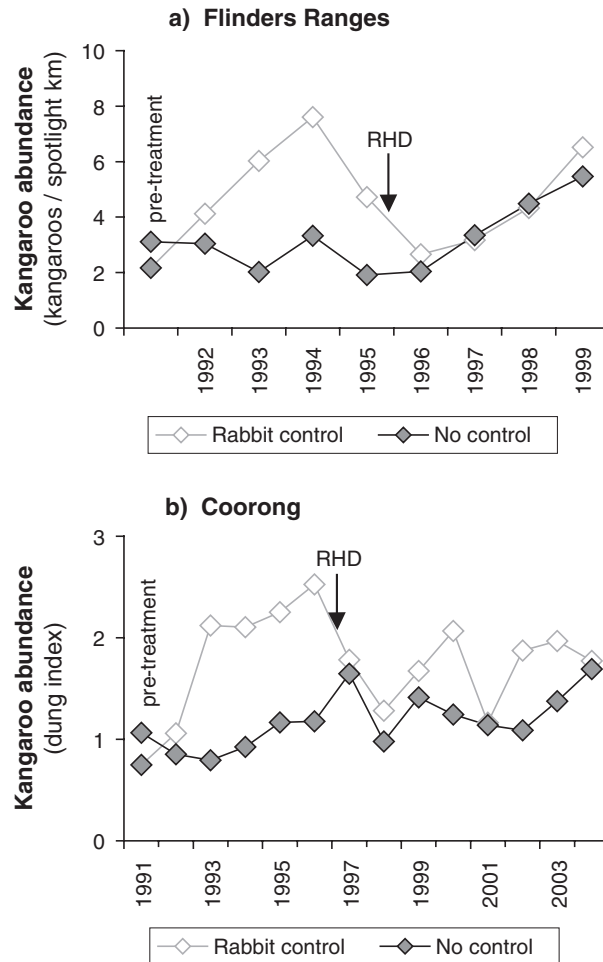 a) Flinders Ranges
Kangaroo abundance
(kangaroos / spotlight km)
10
8
6
4
2
0
pre-treatment
RHD
1992
1993
1994
1995
1996
1997
1998
1999
Rabbit control
No control
b) Coorong
Kangaroo abundance
(dung index)
3
2
1
0
pre-treatment
RHD
1991
1993
1995
1997
1999
2001
2003
Rabbit control
No control